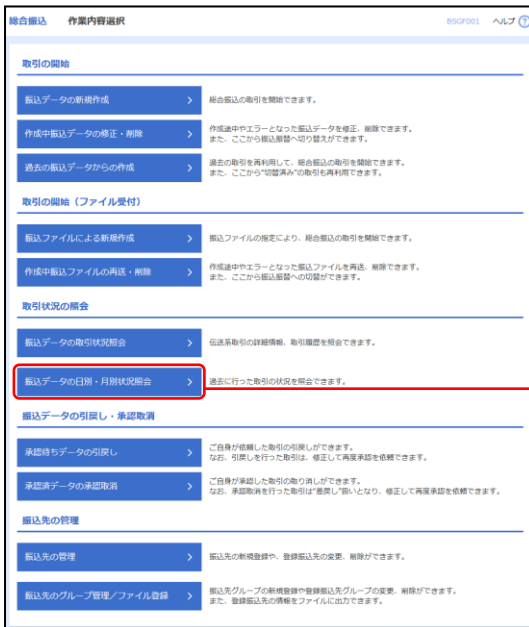 総合振込 作業内容選択 BSGF001 ヘルプ ?
取引の開始
振込データの新規作成 > 総合振込の取引を開始できます。
作成中振込データの修正・削除 > 作成途中やエラーとなった振込データを修正、削除できます。
また、ここから振込振替へ切り替えができます。
過去の振込データからの作成 > 過去の取引を再利用して、総合振込の取引を開始できます。
また、ここから“切替済み”の取引も再利用できます。
取引の開始（ファイル受付）
振込ファイルによる新規作成 > 振込ファイルの指定により、総合振込の取引を開始できます。
作成中振込ファイルの再送・削除 > 作成途中やエラーとなった振込ファイルを再送、削除できます。
また、ここから振込振替への切替ができます。
取引状況の照会
振込データの取引状況照会 > 伝送系取引の詳細情報、取引履歴を照会できます。
振込データの日別・月別状況照会 > 過去に行った取引の状況を照会できます。
振込データの引戻し・承認取消
承認待ちデータの引戻し > ご自身が依頼した取引の引戻しができます。
なお、引戻しを行った取引は、修正して再度承認を依頼できます。
承認済データの承認取消 > ご自身が承認した取引の取り消しができます。
なお、承認取消を行った取引は“差戻し”扱いとなり、修正して再度承認を依頼できます。
振込先の管理
振込先の管理 > 振込先の新規登録や、登録振込先の変更、削除ができます。
振込先のグループ管理／ファイル登録 > 振込先グループの新規登録や登録振込先グループの変更、削除ができます。
また、登録振込先の情報をファイルに出力できます。